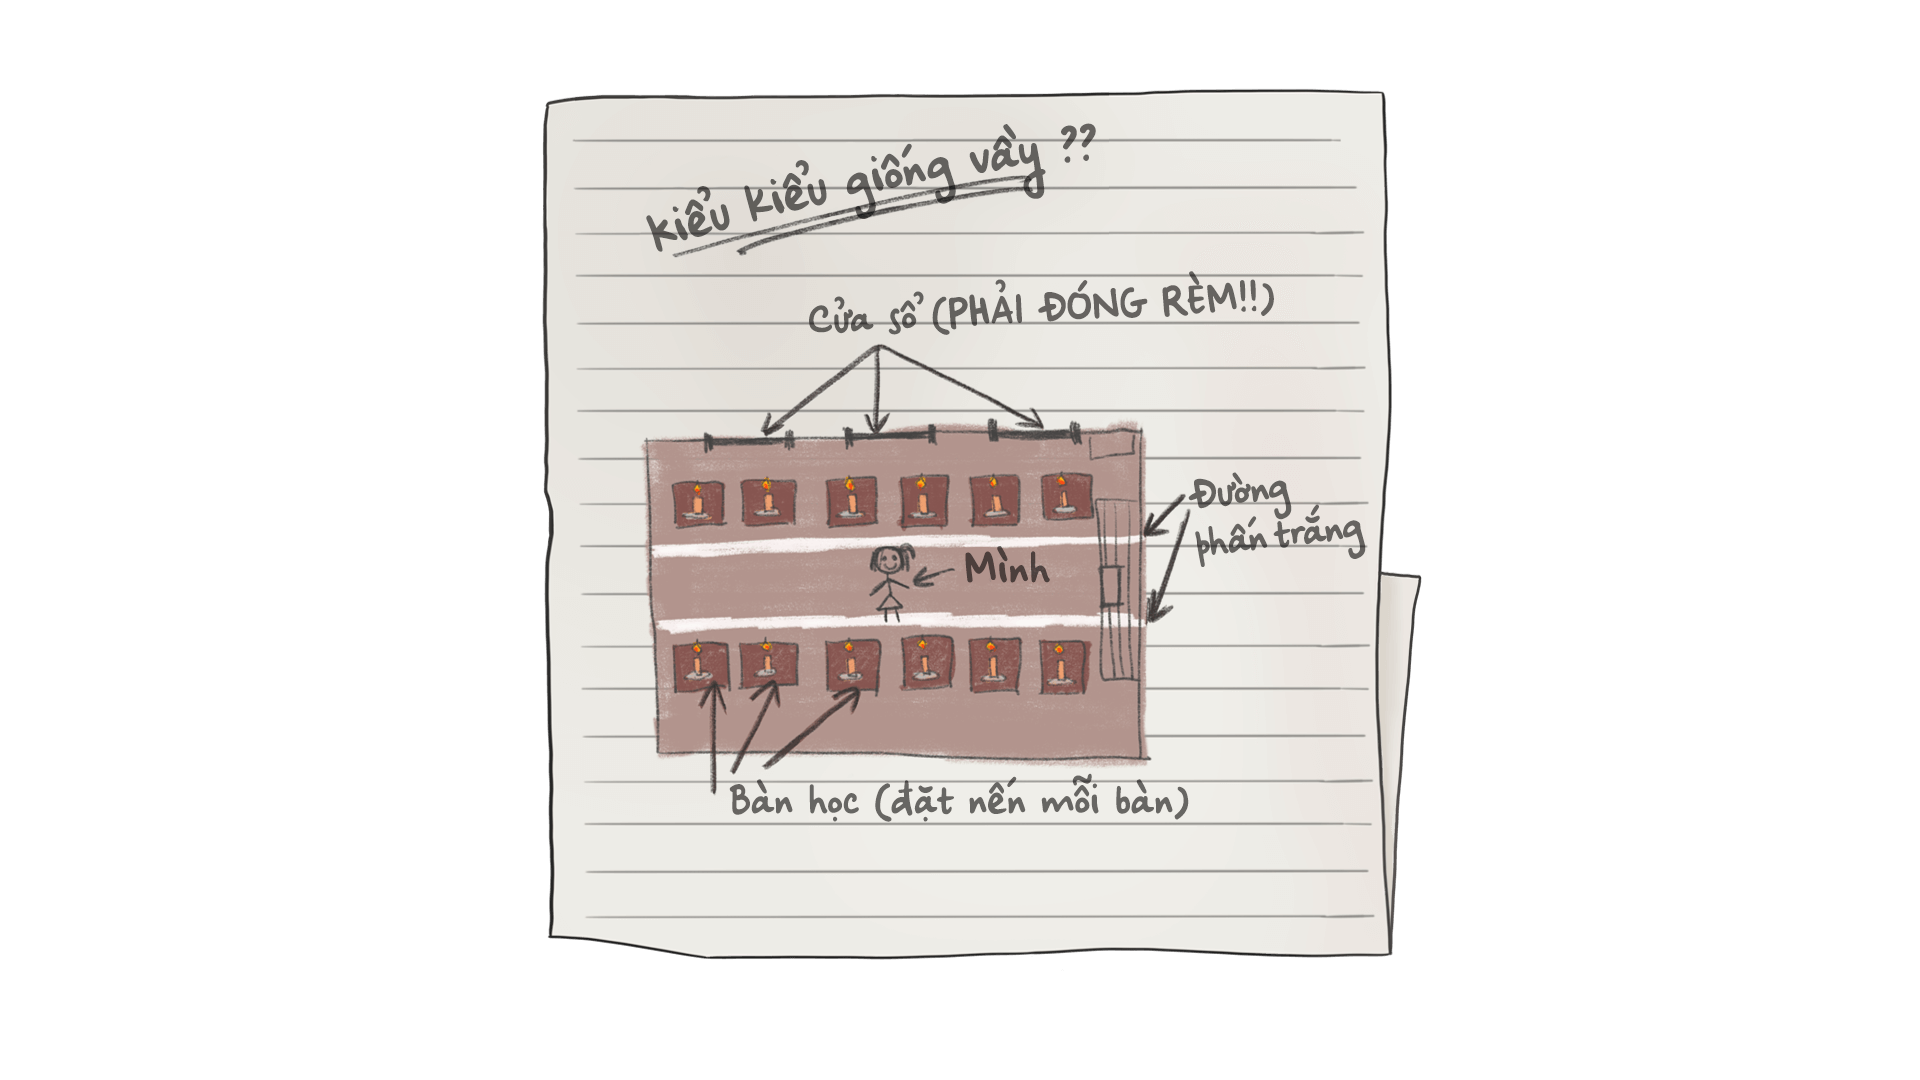 kiểu kiểu giống vầy ??
Cửa sổ (PHẢI ĐÓNG RÈM!!)
Đường
phấn trắng
Mình
Bàn học (đặt nến mỗi bàn)